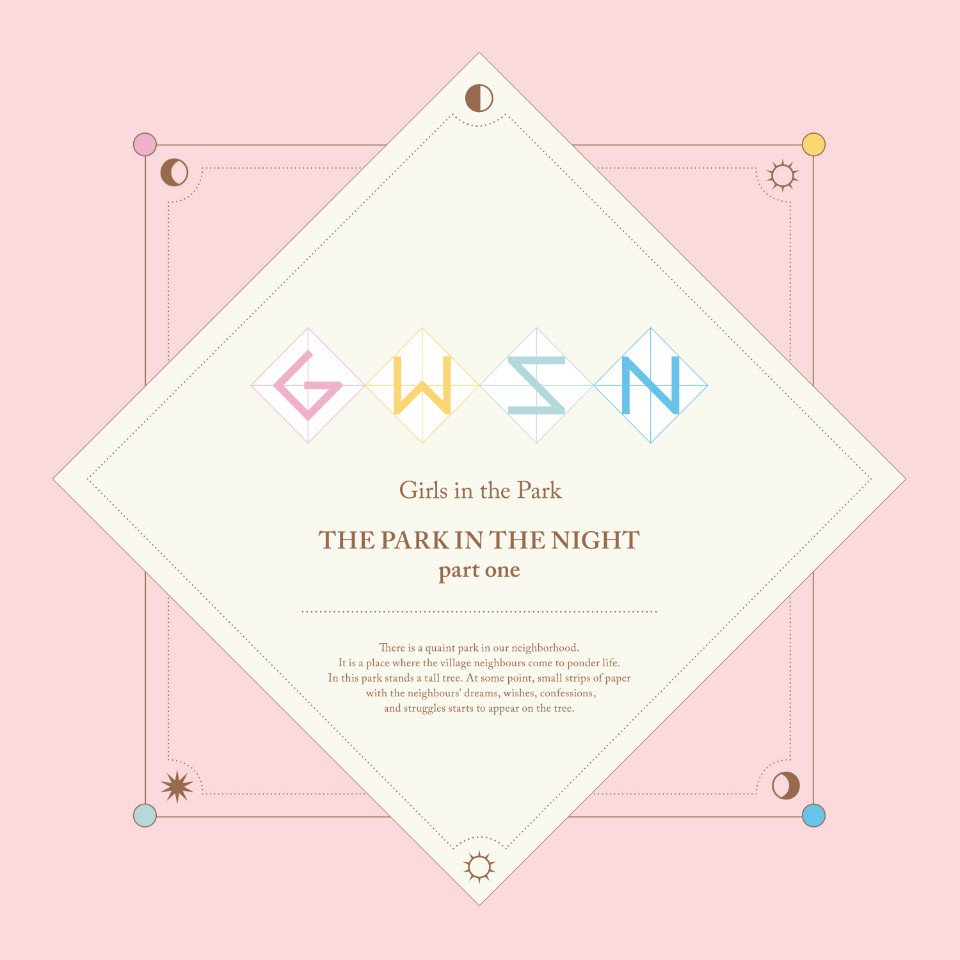 GWSN
Girls in the Park
THE PARK IN THE NIGHT
part one
There is a quaint park in our neighborhood.
It is a place where the village neighbours come to ponder life.
In this park stands a tall tree. At some point, small strips of paper
with the neighbours' dreams, wishes, confessions,
and struggles starts to appear on the tree.